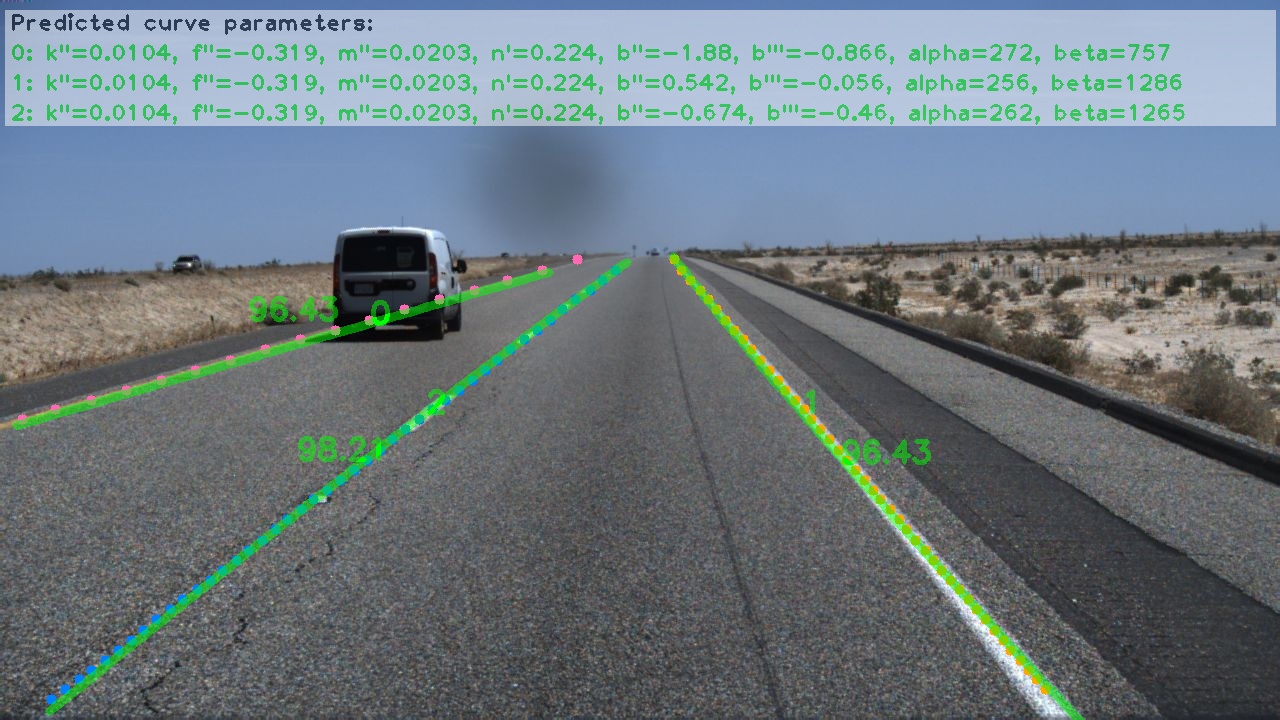 Predicted curve parameters:
0: k''=0.0104, f''=-0.319, m''=0.0203, n'=0.224, b''=-1.88, b'''=-0.866, alpha=272, beta=757
1: k''=0.0104, f''=-0.319, m''=0.0203, n'=0.224, b''=0.542, b'''=-0.056, alpha=256, beta=1286
2: k''=0.0104, f''=-0.319, m''=0.0203, n'=0.224, b''=-0.674, b'''=-0.46, alpha=262, beta=1265
96.43 0
2 1
98.21 96.43